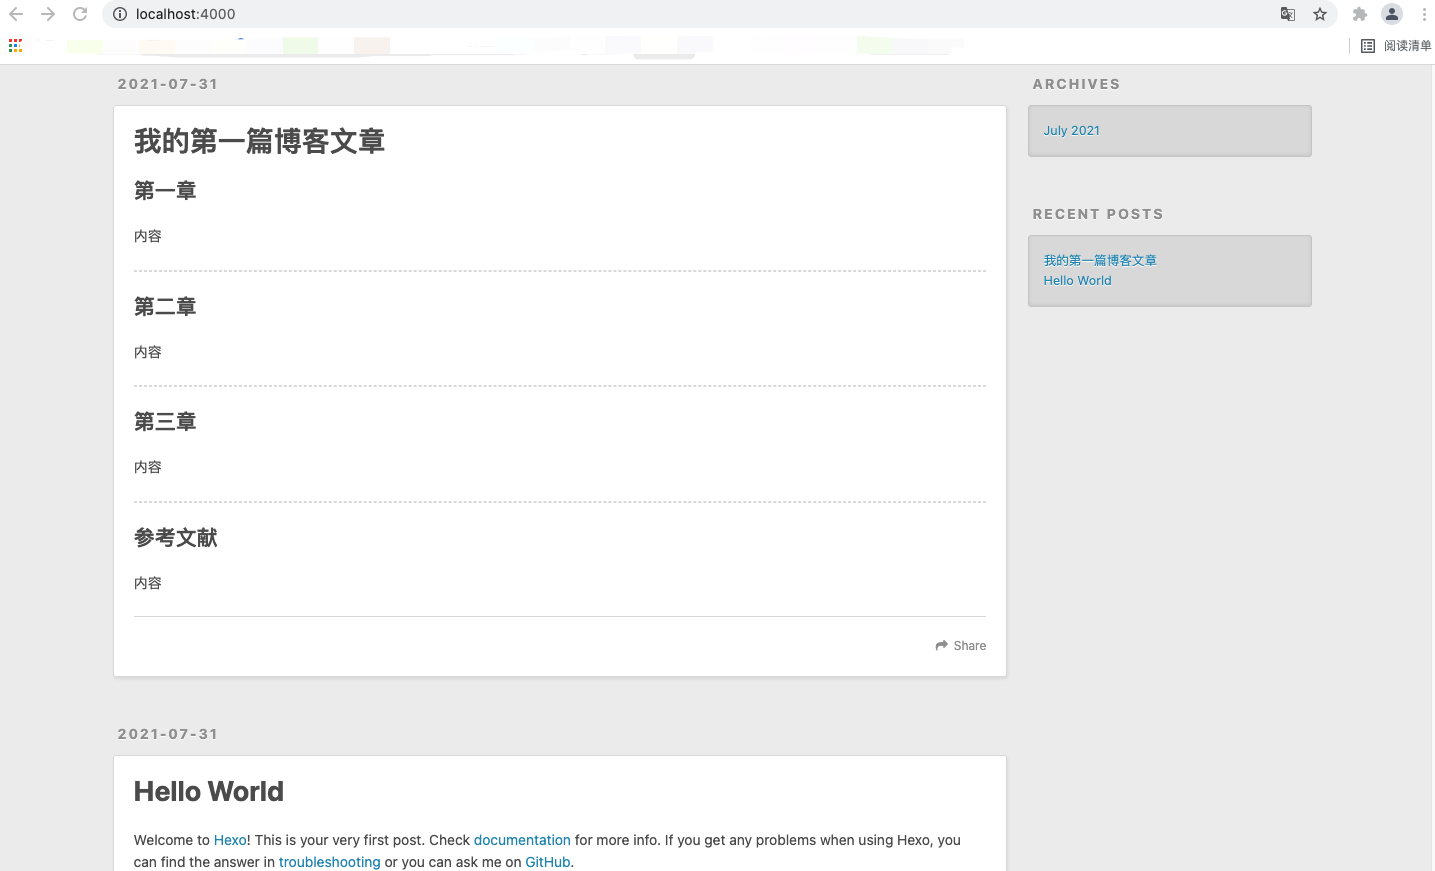 localhost:4000
阅读清单
2021-07-31
我的第一篇博客文章
第一章
内容
第二章
内容
第三章
内容
参考文献
内容
Share
2021-07-31
Hello World
Welcome to Hexo! This is your very first post. Check documentation for more info. If you get any problems when using Hexo, you
can find the answer in troubleshooting or you can ask me on GitHub.
ARCHIVES
July 2021
RECENT POSTS
我的第一篇博客文章
Hello World